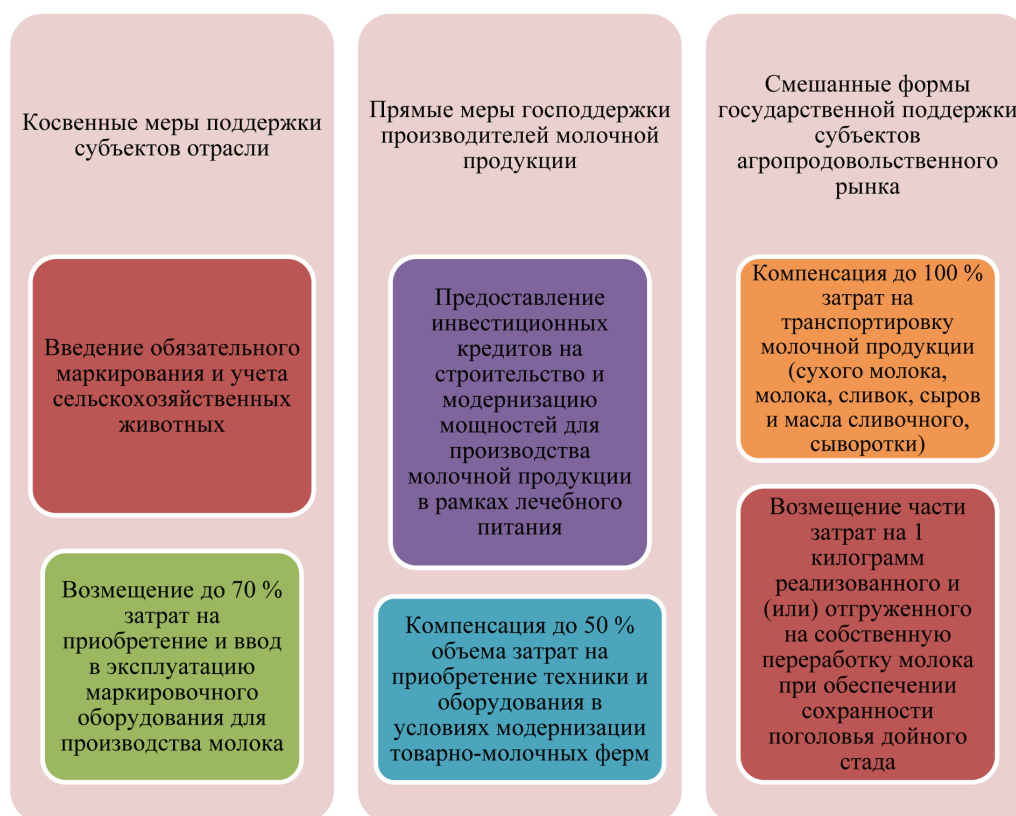 Косвенные меры поддержки
субъектов отрасли
Введение обязательного
маркирования и учета
сельскохозяйственных
животных
Возмещение до 70 %
затрат на
приобретение и ввод
в эксплуатацию
маркировочного
оборудования для
производства молока
Прямые меры господдержки
производителей молочной
продукции
Предоставление
инвестиционных
кредитов на
строительство и
модернизацию
мощностей для
производства
молочной продукции
в рамках лечебного
питания
Компенсация до 50 %
объема затрат на
приобретение техники и
оборудования в
условиях модернизации
товарно-молочных ферм
Смешанные формы
государственной поддержки
субъектов
агропродовольственного
рынка
Компенсация до 100 %
затрат на
транспортировку
молочной продукции
(сухого молока,
молока, сливок, сыров
и масла сливочного,
сыворотки)
Возмещение части
затрат на 1
килограмм
реализованного и
(или) отгруженного
на собственную
переработку молока
при обеспечении
сохранности
поголовья дойного
стада